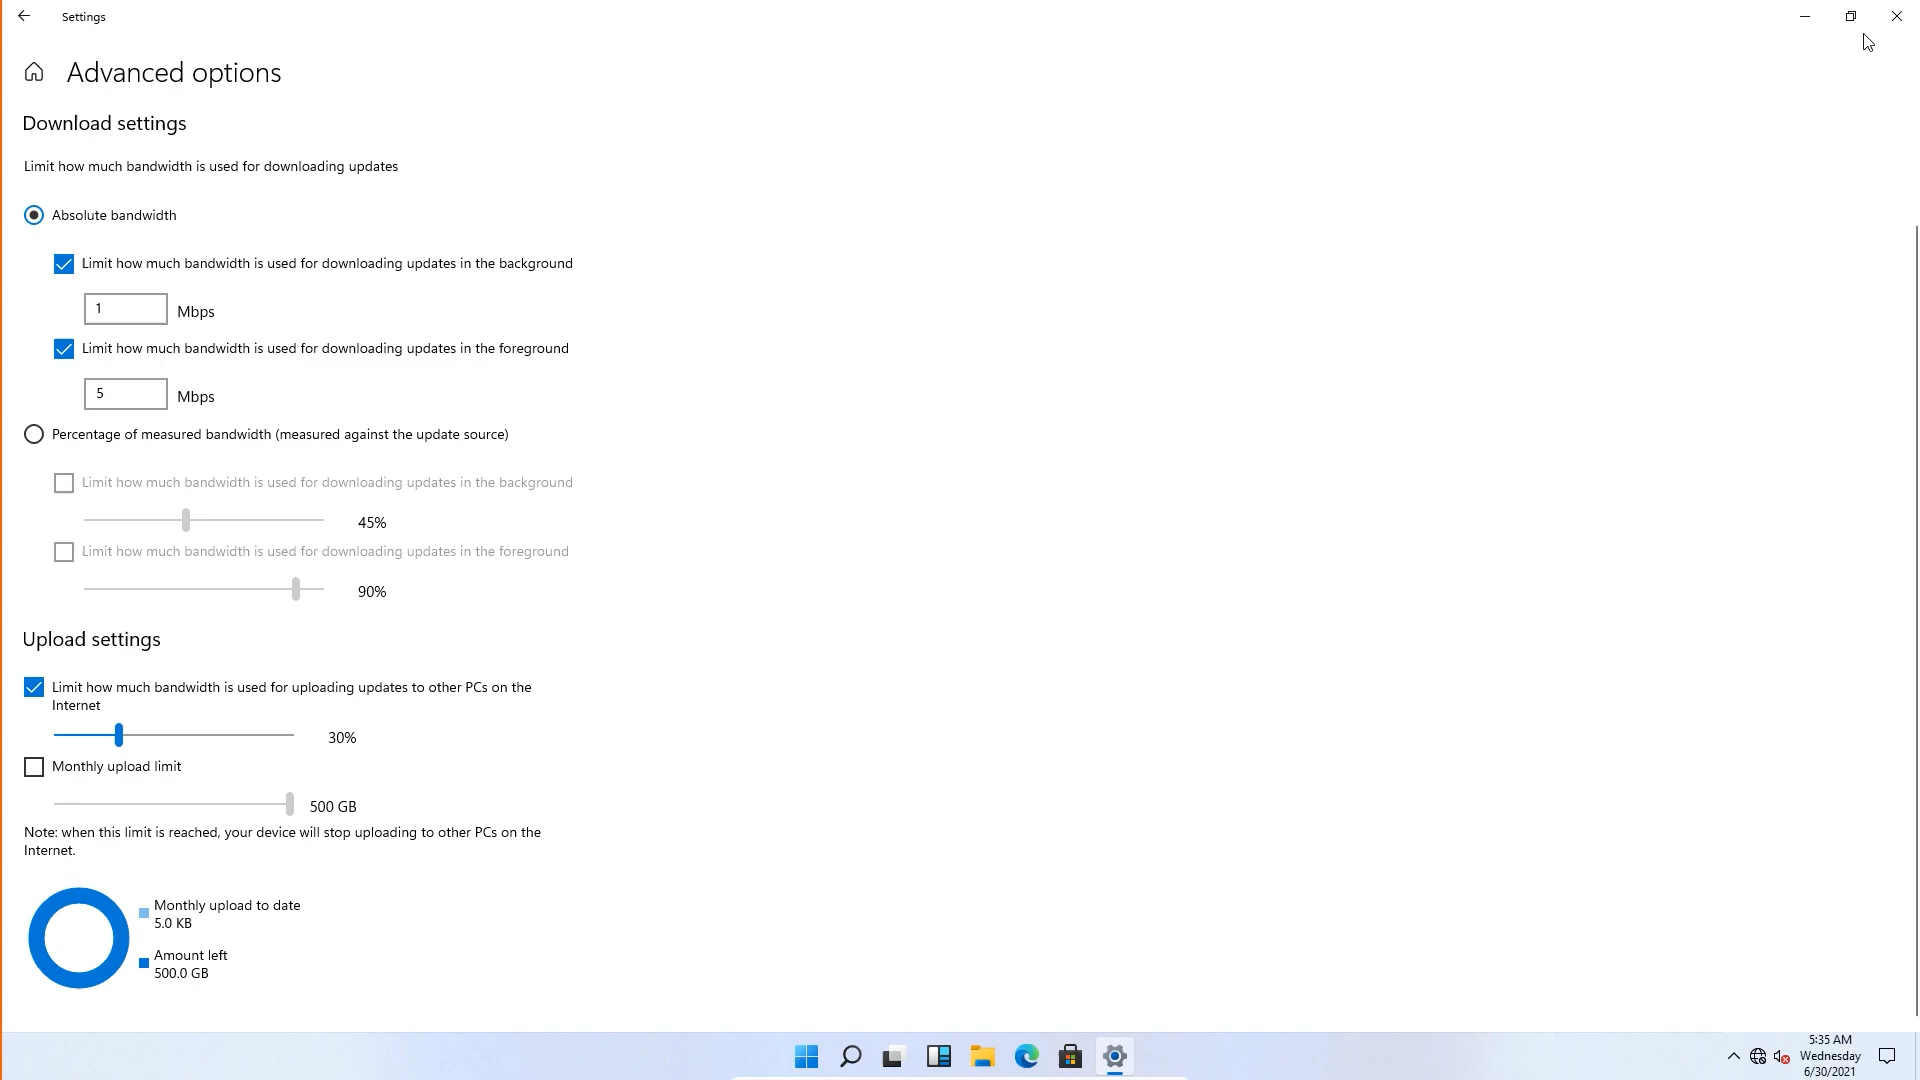 Settings
Advanced options
Download settings
Limit how much bandwidth is used for downloading updates
Absolute bandwidth
Limit how much bandwidth is used for downloading updates in the background
1
Mbps
Limit how much bandwidth is used for downloading updates in the foreground
5
Mbps
Percentage of measured bandwidth (measured against the update source)
Limit how much bandwidth is used for downloading updates in the background
45%
Limit how much bandwidth is used for downloading updates in the foreground
90%
Upload settings
Limit how much bandwidth is used for uploading updates to other PCs on the
Internet
30%
Monthly upload limit
500 GB
Note: when this limit is reached, your device will stop uploading to other PCs on the
Internet.
Monthly upload to date
5.0 KB
Amount left
500.0 GB
5:35 AM
Wednesday
6/30/2021